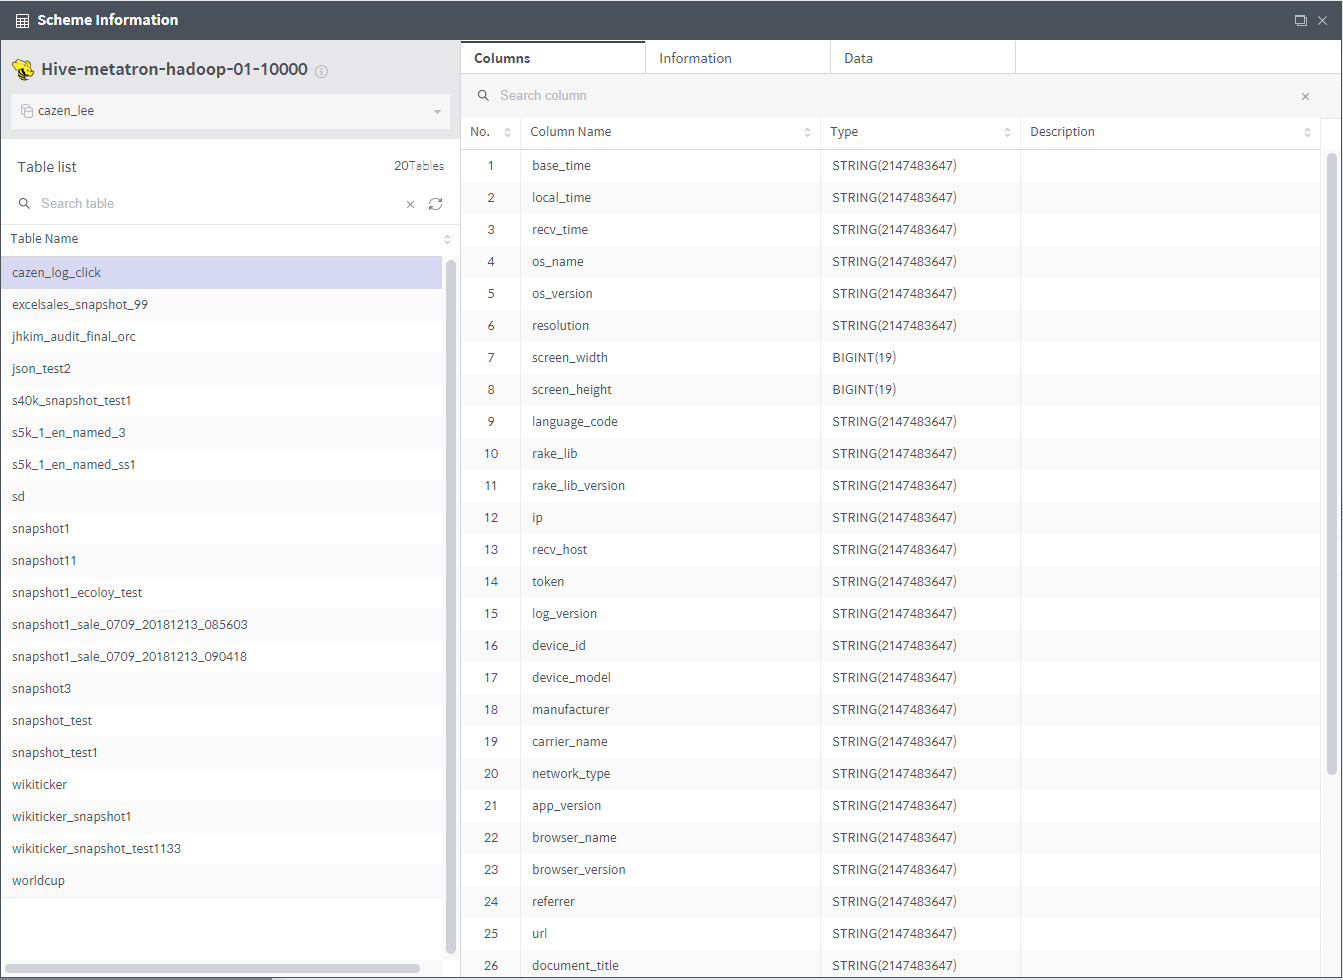 Scheme Information
Hive-metatron-hadoop-01-10000
cazen_lee
Table list 20Tables
Search table
Table Name
cazen_log_click
excelsales_snapshot_99
jhkim_audit_final_orc
json_test2
s40k_snapshot_test1
s5k_1_en_named_3
s5k_1_en_named_ss1
sd
snapshot1
snapshot11
snapshot1_ecoloy_test
snapshot1_sale_0709_20181213_085603
snapshot1_sale_0709_20181213_090418
snapshot3
snapshot_test
snapshot_test1
wikiticker
wikiticker_snapshot1
wikiticker_snapshot_test1133
worldcup
Columns Information Data
Search column
No. Column Name Type Description
1 base_time STRING(2147483647)
2 local_time STRING(2147483647)
3 recv_time STRING(2147483647)
4 os_name STRING(2147483647)
5 os_version STRING(2147483647)
6 resolution STRING(2147483647)
7 screen_width BIGINT(19)
8 screen_height BIGINT(19)
9 language_code STRING(2147483647)
10 rake_lib STRING(2147483647)
11 rake_lib_version STRING(2147483647)
12 ip STRING(2147483647)
13 recv_host STRING(2147483647)
14 token STRING(2147483647)
15 log_version STRING(2147483647)
16 device_id STRING(2147483647)
17 device_model STRING(2147483647)
18 manufacturer STRING(2147483647)
19 carrier_name STRING(2147483647)
20 network_type STRING(2147483647)
21 app_version STRING(2147483647)
22 browser_name STRING(2147483647)
23 browser_version STRING(2147483647)
24 referrer STRING(2147483647)
25 url STRING(2147483647)
26 document_title STRING(2147483647)